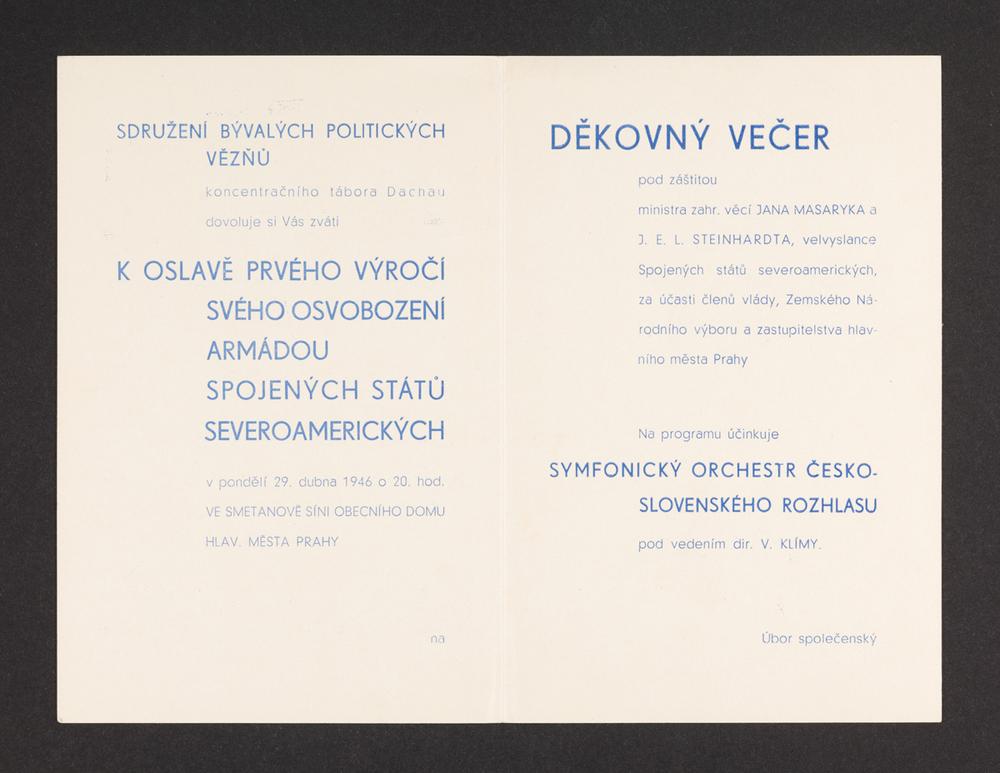 SDRUŽENÍ BÝVALÝCH POLITICKÝCH
VĚZŇŮ
koncentračního tábora Dachau
dovoluje si Vás zváti
K OSLAVĚ PRVÉHO VÝROČÍ
SVÉHO OSVOBOZENÍ
ARMÁDOU
SPOJENÝCH STÁTŮ
SEVEROAMERICKÝCH
v pondělí 29. dubna 1946 o 20. hod.
VE SMETANOVĚ SÍNI OBECNÍHO DOMU
HLAV. MĚSTA PRAHY
na
DĚKOVNÝ VEČER
pod záštitou
ministra zahr. věcí JANA MASARYKA a
J. E. L. STEINHARDTA, velvyslance
Spojených států severoamerických,
za účasti členů vlády, Zemského Ná-
rodního výboru a zastupitelstva hlav-
ního města Prahy
Na programu účinkuje
SYMFONICKÝ ORCHESTR ČESKO-
SLOVENSKÉHO ROZHLASU
pod vedením dir. V. KLÍMY.
Úbor společenský